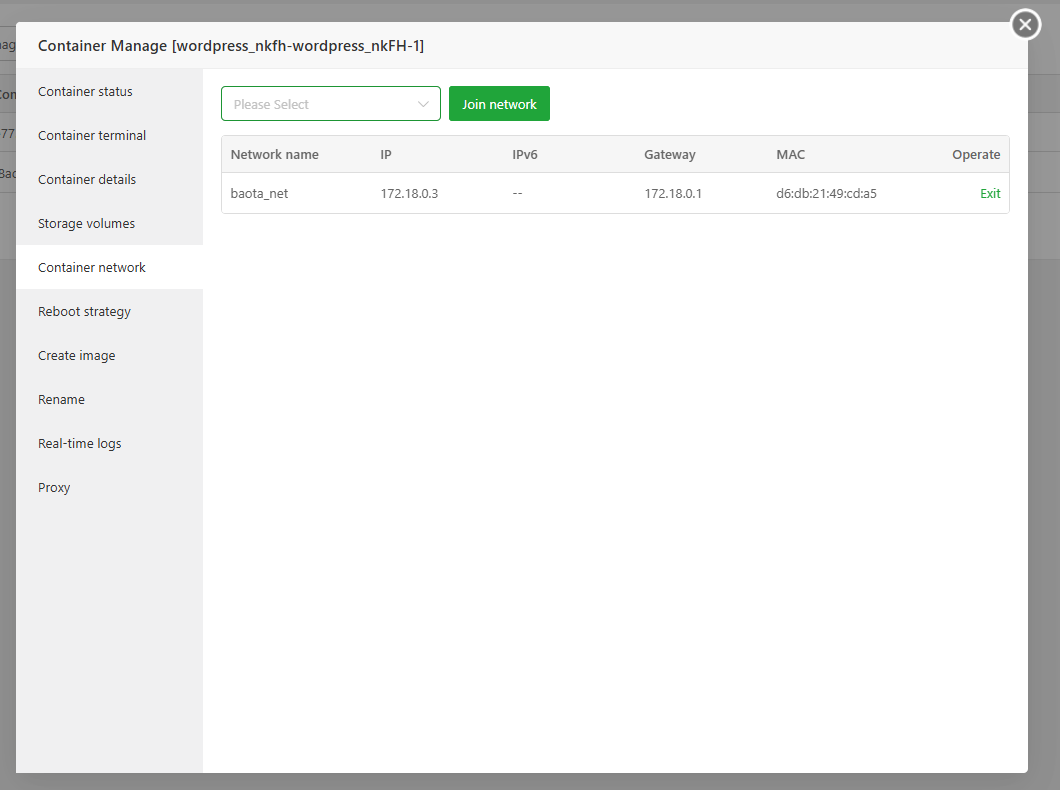 Container Manage [wordpress_nkfh-wordpress_nkFH-1]
Container status
Container terminal
Container details
Storage volumes
Container network
Reboot strategy
Create image
Rename
Real-time logs
Proxy
Please Select
Join network
Network name IP IPv6 Gateway MAC Operate
baota_net 172.18.0.3 -- 172.18.0.1 d6:db:21:49:cd:a5 Exit